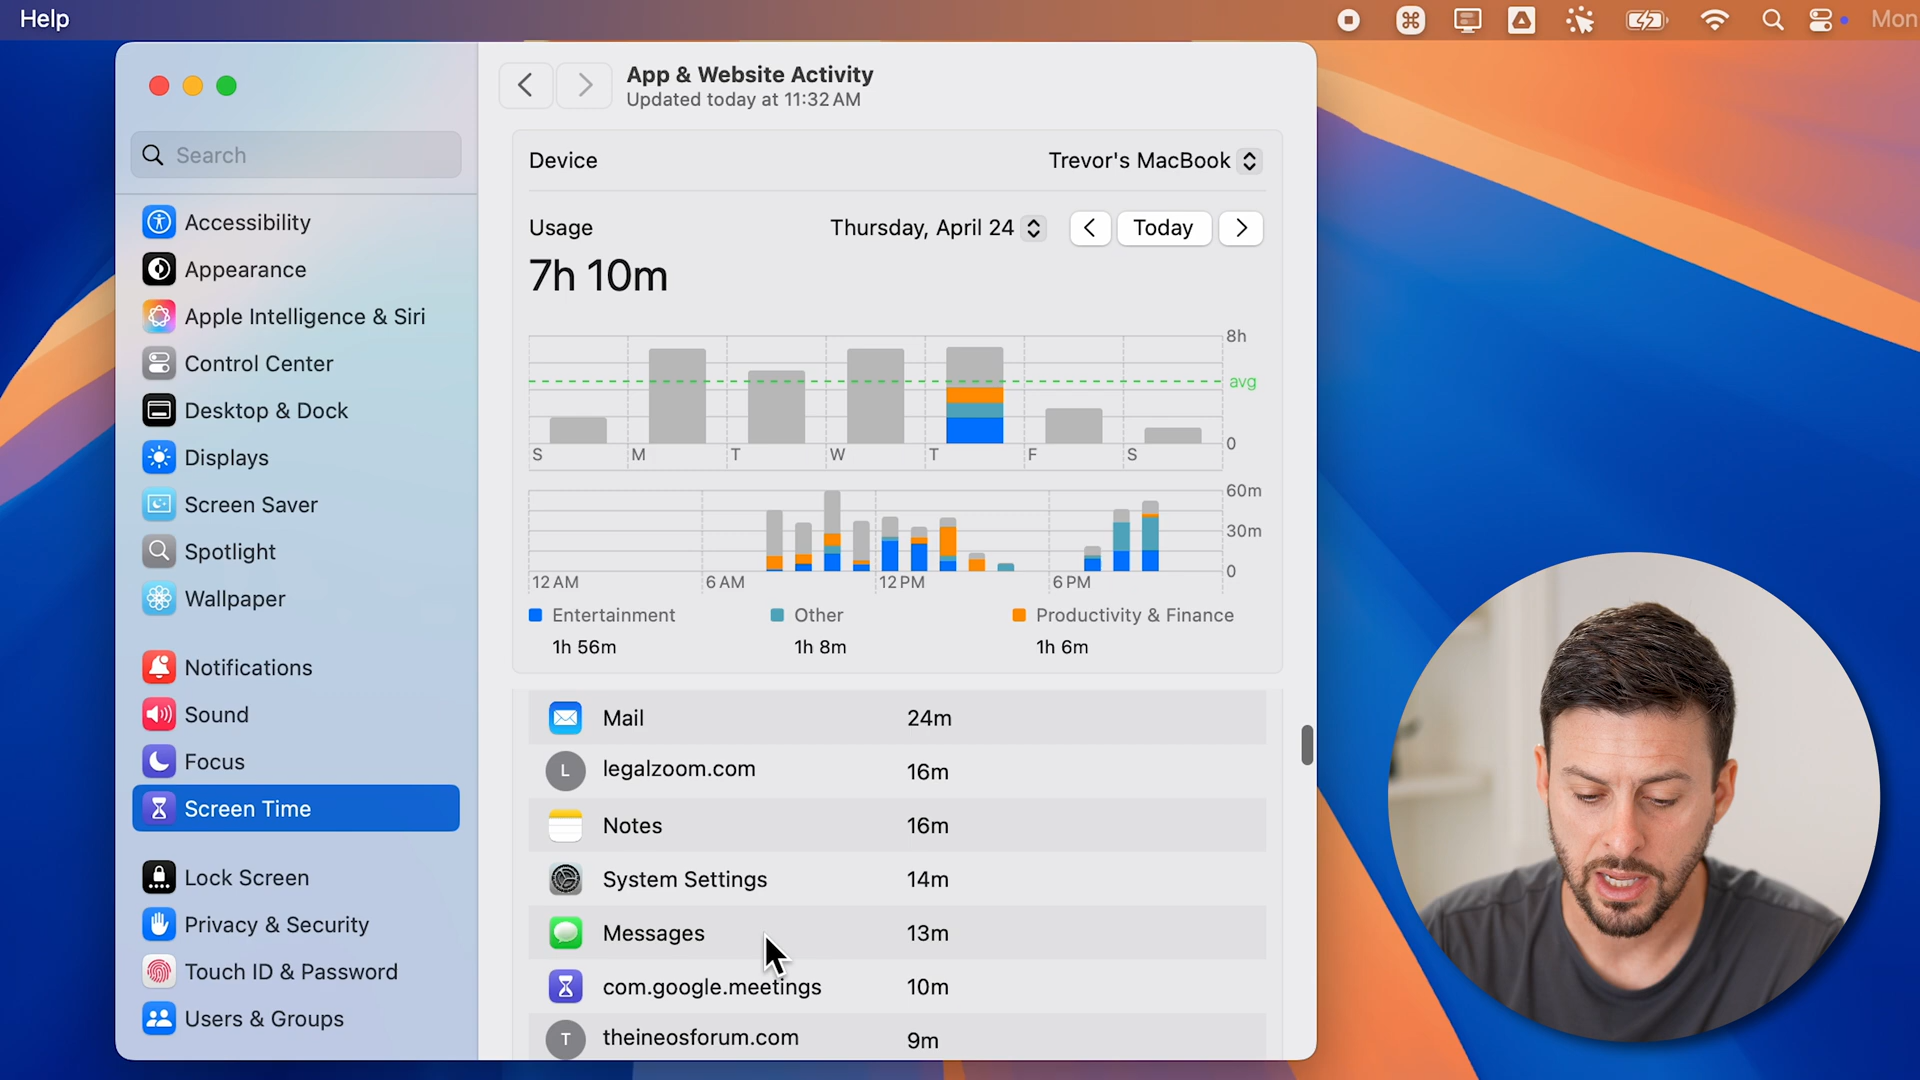 Help
Mon
App & Website Activity
Updated today at 11:32 AM
Search
Accessibility
Appearance
Apple Intelligence & Siri
Control Center
Desktop & Dock
Displays
Screen Saver
Spotlight
Wallpaper
Notifications
Sound
Focus
Screen Time
Lock Screen
Privacy & Security
Touch ID & Password
Users & Groups
Device Trevor's MacBook
Usage Thursday, April 24 Today
7h 10m
8h
avg
0
S M T W T F S
60m
30m
0
12 AM 6 AM 12 PM 6 PM
Entertainment Other Productivity & Finance
1h 56m 1h 8m 1h 6m
Mail 24m
L legalzoom.com 16m
Notes 16m
System Settings 14m
Messages 13m
com.google.meetings 10m
T theineosforum.com 9m